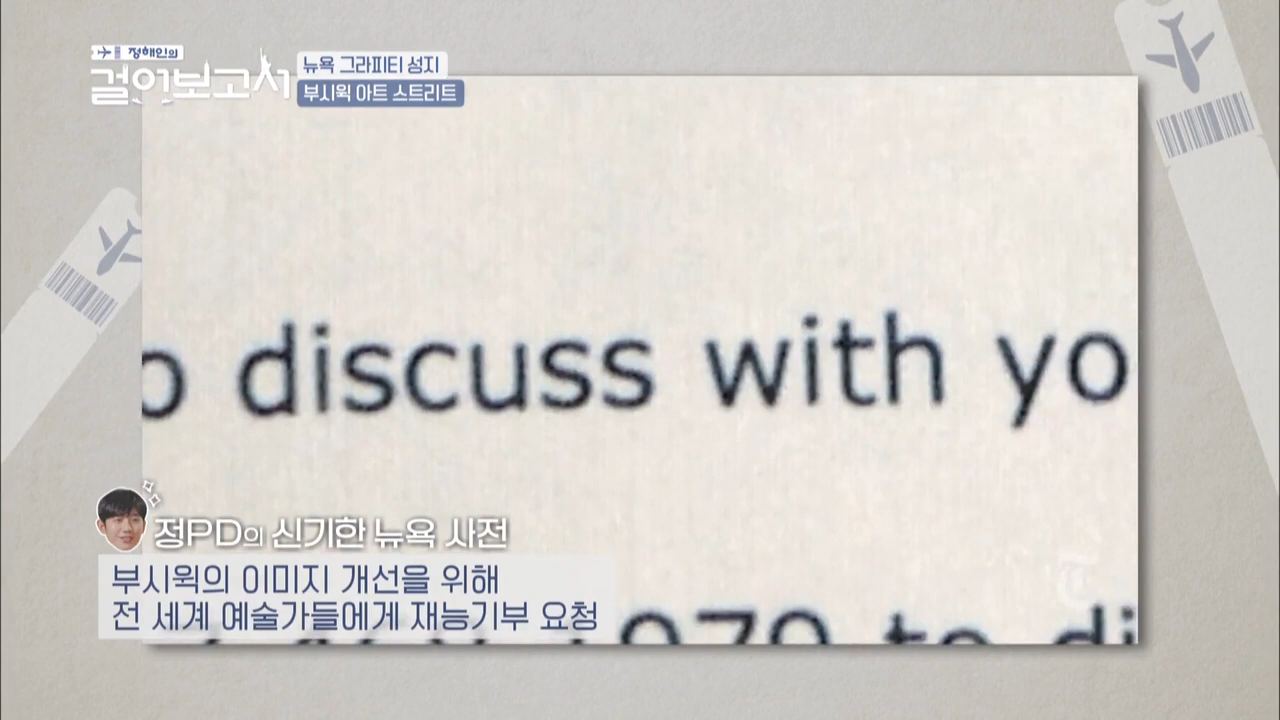 정해인의
걸어보고서
뉴욕 그라피티 성지
부시윅 아트 스트리트
discuss with yo
정PD의 신기한 뉴욕 사전
부시윅의 이미지 개선을 위해
전 세계 예술가들에게 재능기부 요청
1979 to di